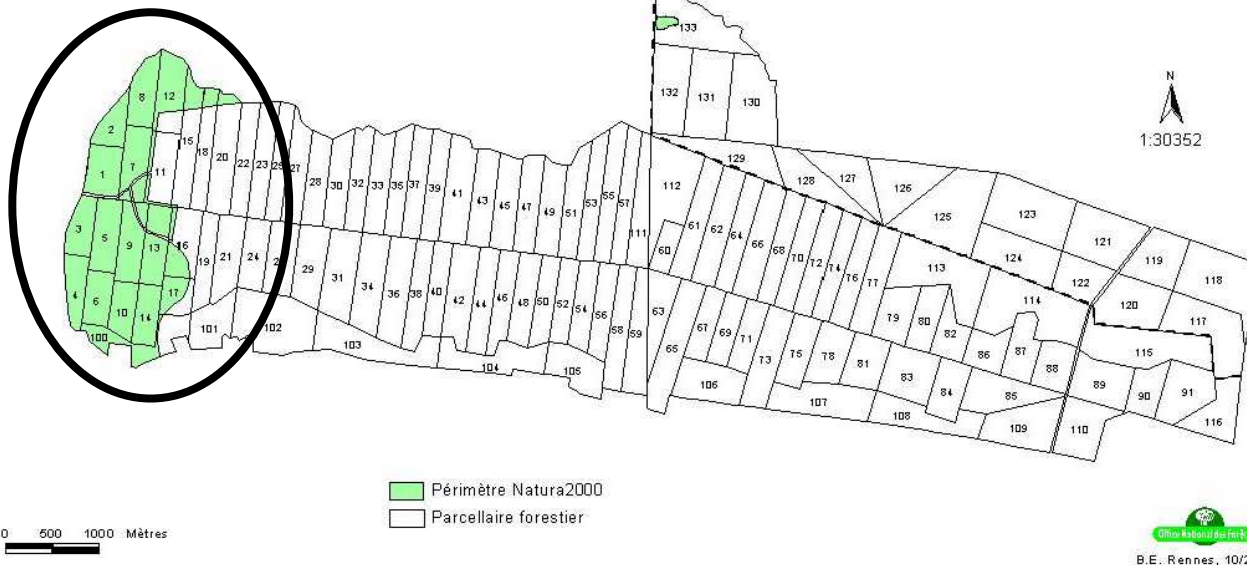 133
132 131 130
N
1:30352
8 12
2
7
1
11
15 18 20 22 23 25 27 28 30 32 33 35 37 39 41 43 45 47 49 51 53 55 57 111
129
128 127 126
125
123
121
119
118
112
60 61 62 64 66 68 70 72 74 76 77
113
124
122
120
117
114
115
3 5 9 13 16
19 21 24 29 31 34 36 38 40 42 44 46 48 50 52 54 56 58 59
63 65 67 69 71 73 75 78 81 83 84 85
79 80 82 86 87 88 89 90 91
116
4 6 10 14 17
100 101 102 103 104 105 106 107 108 109 110
Périmètre Natura2000
Parcellaire forestier
0 500 1000 Mètres
Office National des Forêts
B.E. Rennes, 10/2